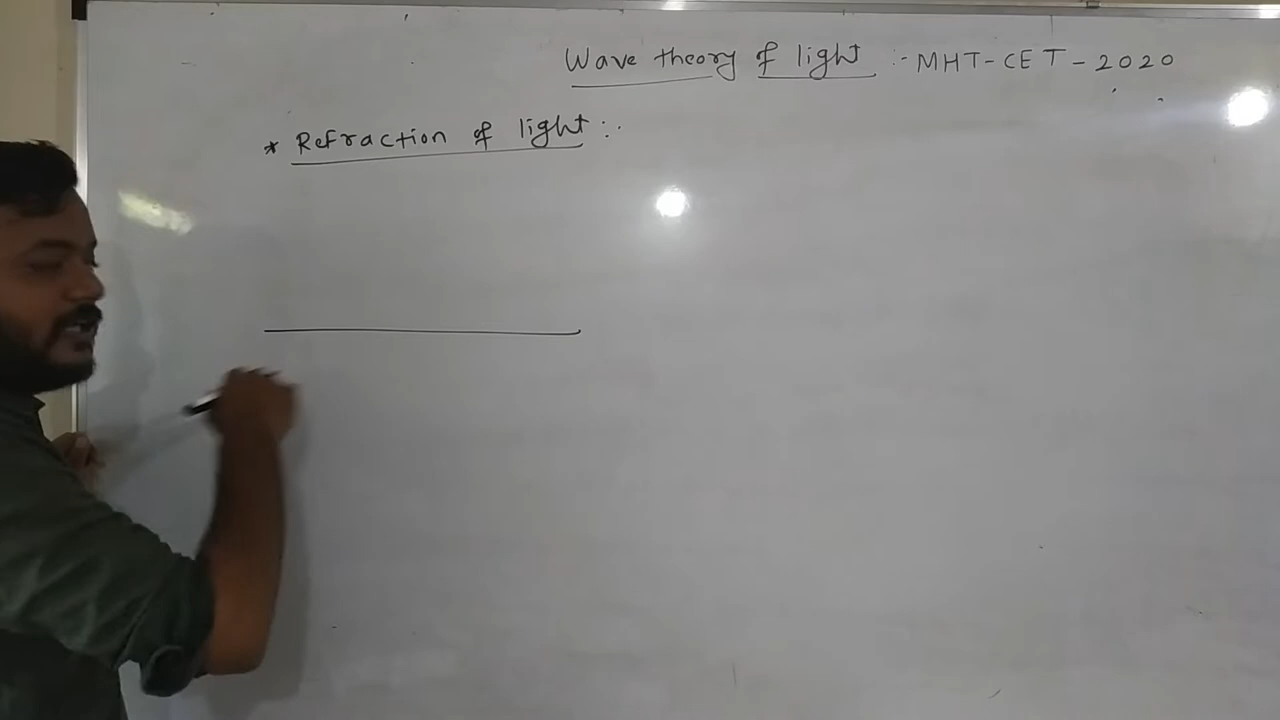 Wave theory of light :- MHT-CET-2020
* Refraction of light :-